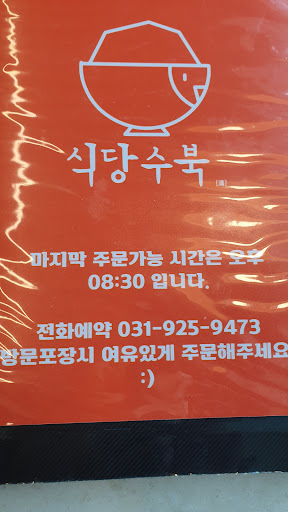 식당수북
마지막 주문가능 시간은 오후
08:30 입니다.
전화예약 031-925-9473
방문포장시 여유있게 주문해주세요
:)